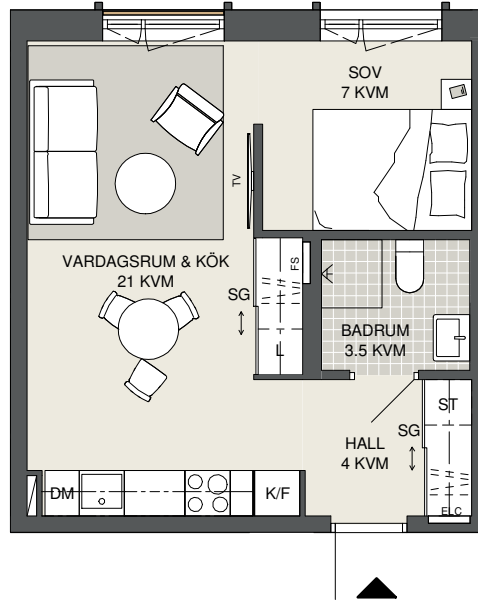 SOV
7 KVM
TV
VARDAGSRUM & KÖK
21 KVM
FS
SG
L
BADRUM
3.5 KVM
ST
SG
HALL
4 KVM
DM
K/F
ELC